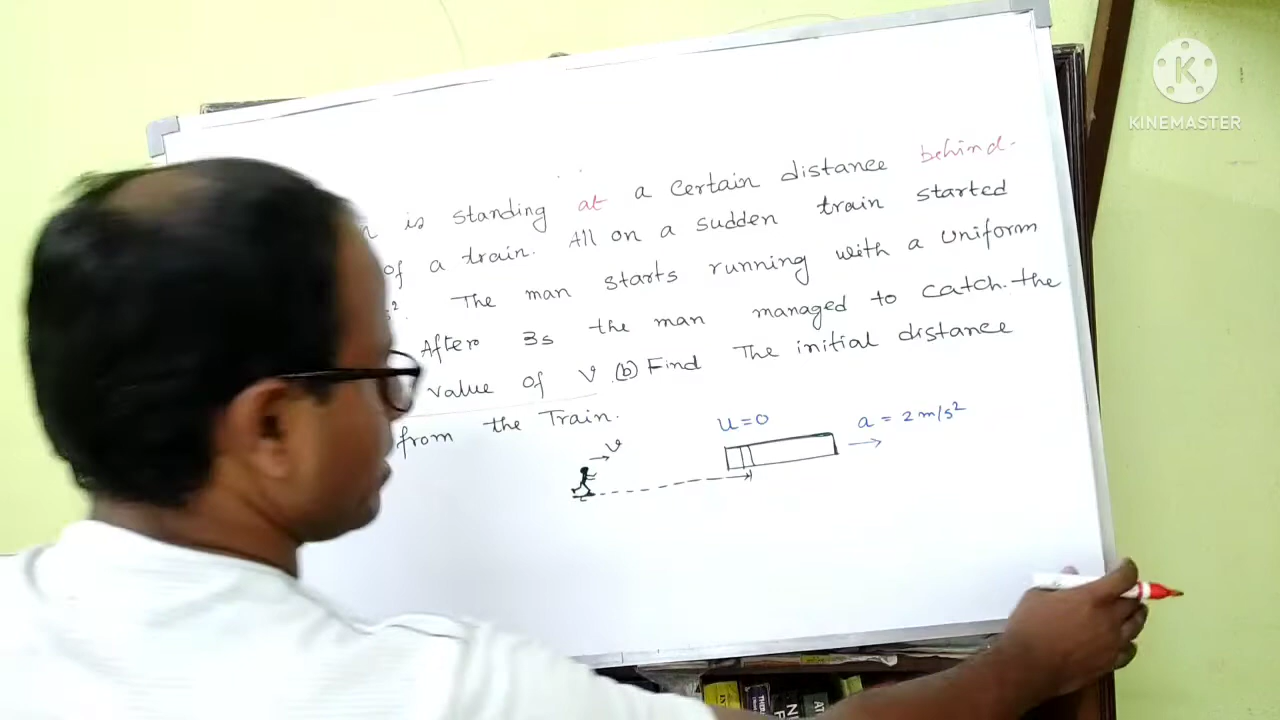 is standing at a certain distance behind.
of a train. All on a sudden train started
s². The man starts running with a uniform
After 3s the man managed to catch the
value of v (b) Find The initial distance
from the Train.
u=0 a = 2 m/s²
v
K
KINEMASTER